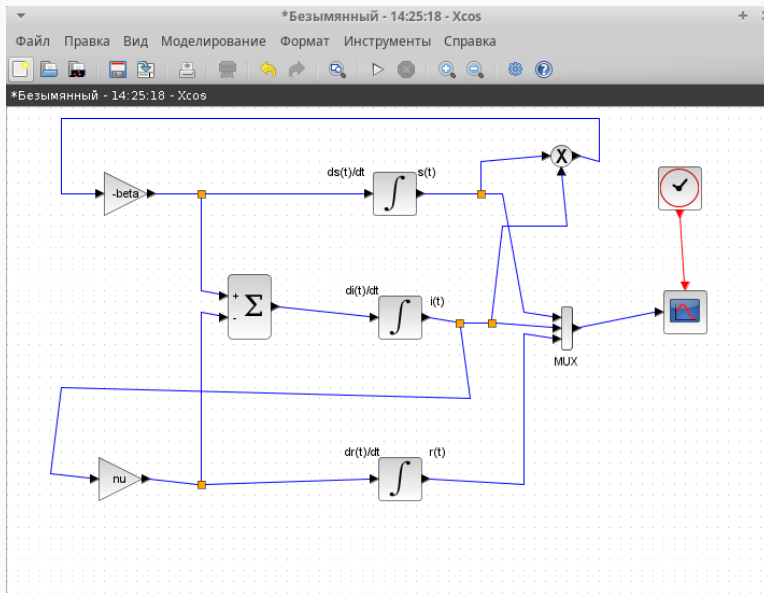 *Безымянный - 14:25:18 - Xcos
Файл Правка Вид Моделирование Формат Инструменты Справка
*Безымянный - 14:25:18 - Xcos
ds(t)/dt s(t)
X
-beta
di(t)/dt i(t)
+
Σ
-
MUX
dr(t)/dt r(t)
nu